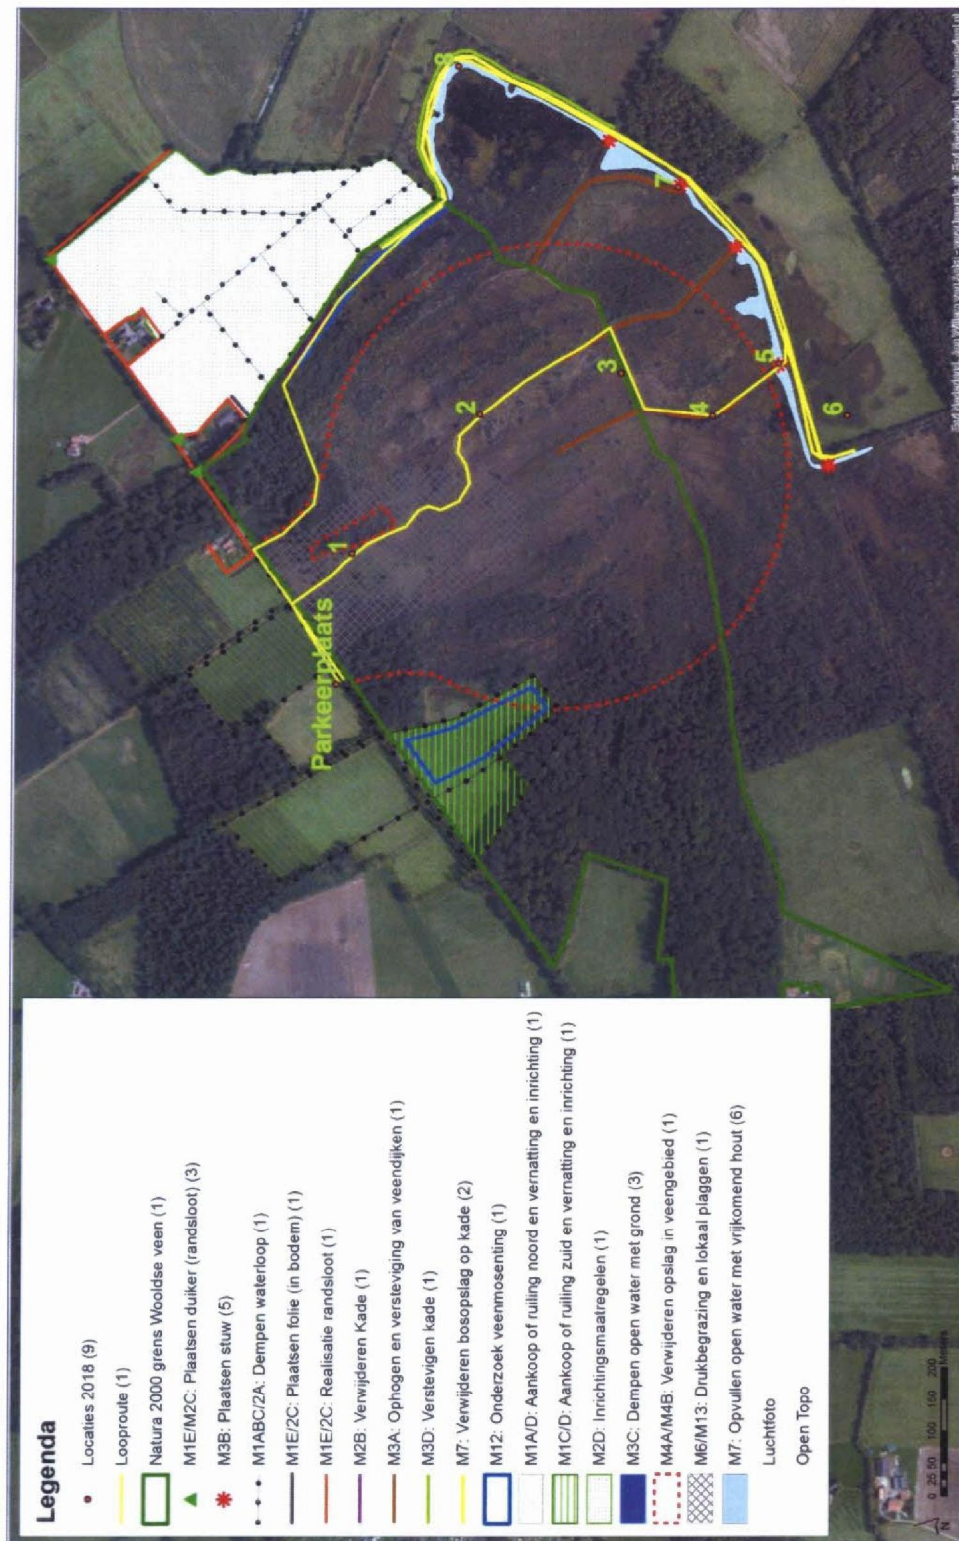 Legenda
Locaties 2018 (9)
Looproute (1)
Natura 2000 grens Wooldse veen (1)
M1E/M2C: Plaatsen duiker (randsloot) (3)
M3B: Plaatsen stuw (5)
M1ABC/2A: Dempen waterloop (1)
M1E/2C: Plaatsen folie (in bodem) (1)
M1E/2C: Realisatie randsloot (1)
M2B: Verwijderen Kade (1)
M3A: Ophogen en versteviging van veendijken (1)
M3D: Verstevigen kade (1)
M7: Verwijderen bosopslag op kade (2)
M12: Onderzoek veenmosenting (1)
M1A/D: Aankoop of ruiling noord en vernatting en inrichting (1)
M1C/D: Aankoop of ruiling zuid en vernatting en inrichting (1)
M2D: Inrichtingsmaatregelen (1)
M3C: Dempen open water met grond (3)
M4A/M4B: Verwijderen opslag in veengebied (1)
M6/M13: Drukbegrazing en lokaal plaggen (1)
M7: Opvullen open water met vrijkomend hout (6)
Luchtfoto
Open Topo
N
0 25 50 100 150 200
Meters
Parkeerplaats
1
2
3
4
5
6
7
8